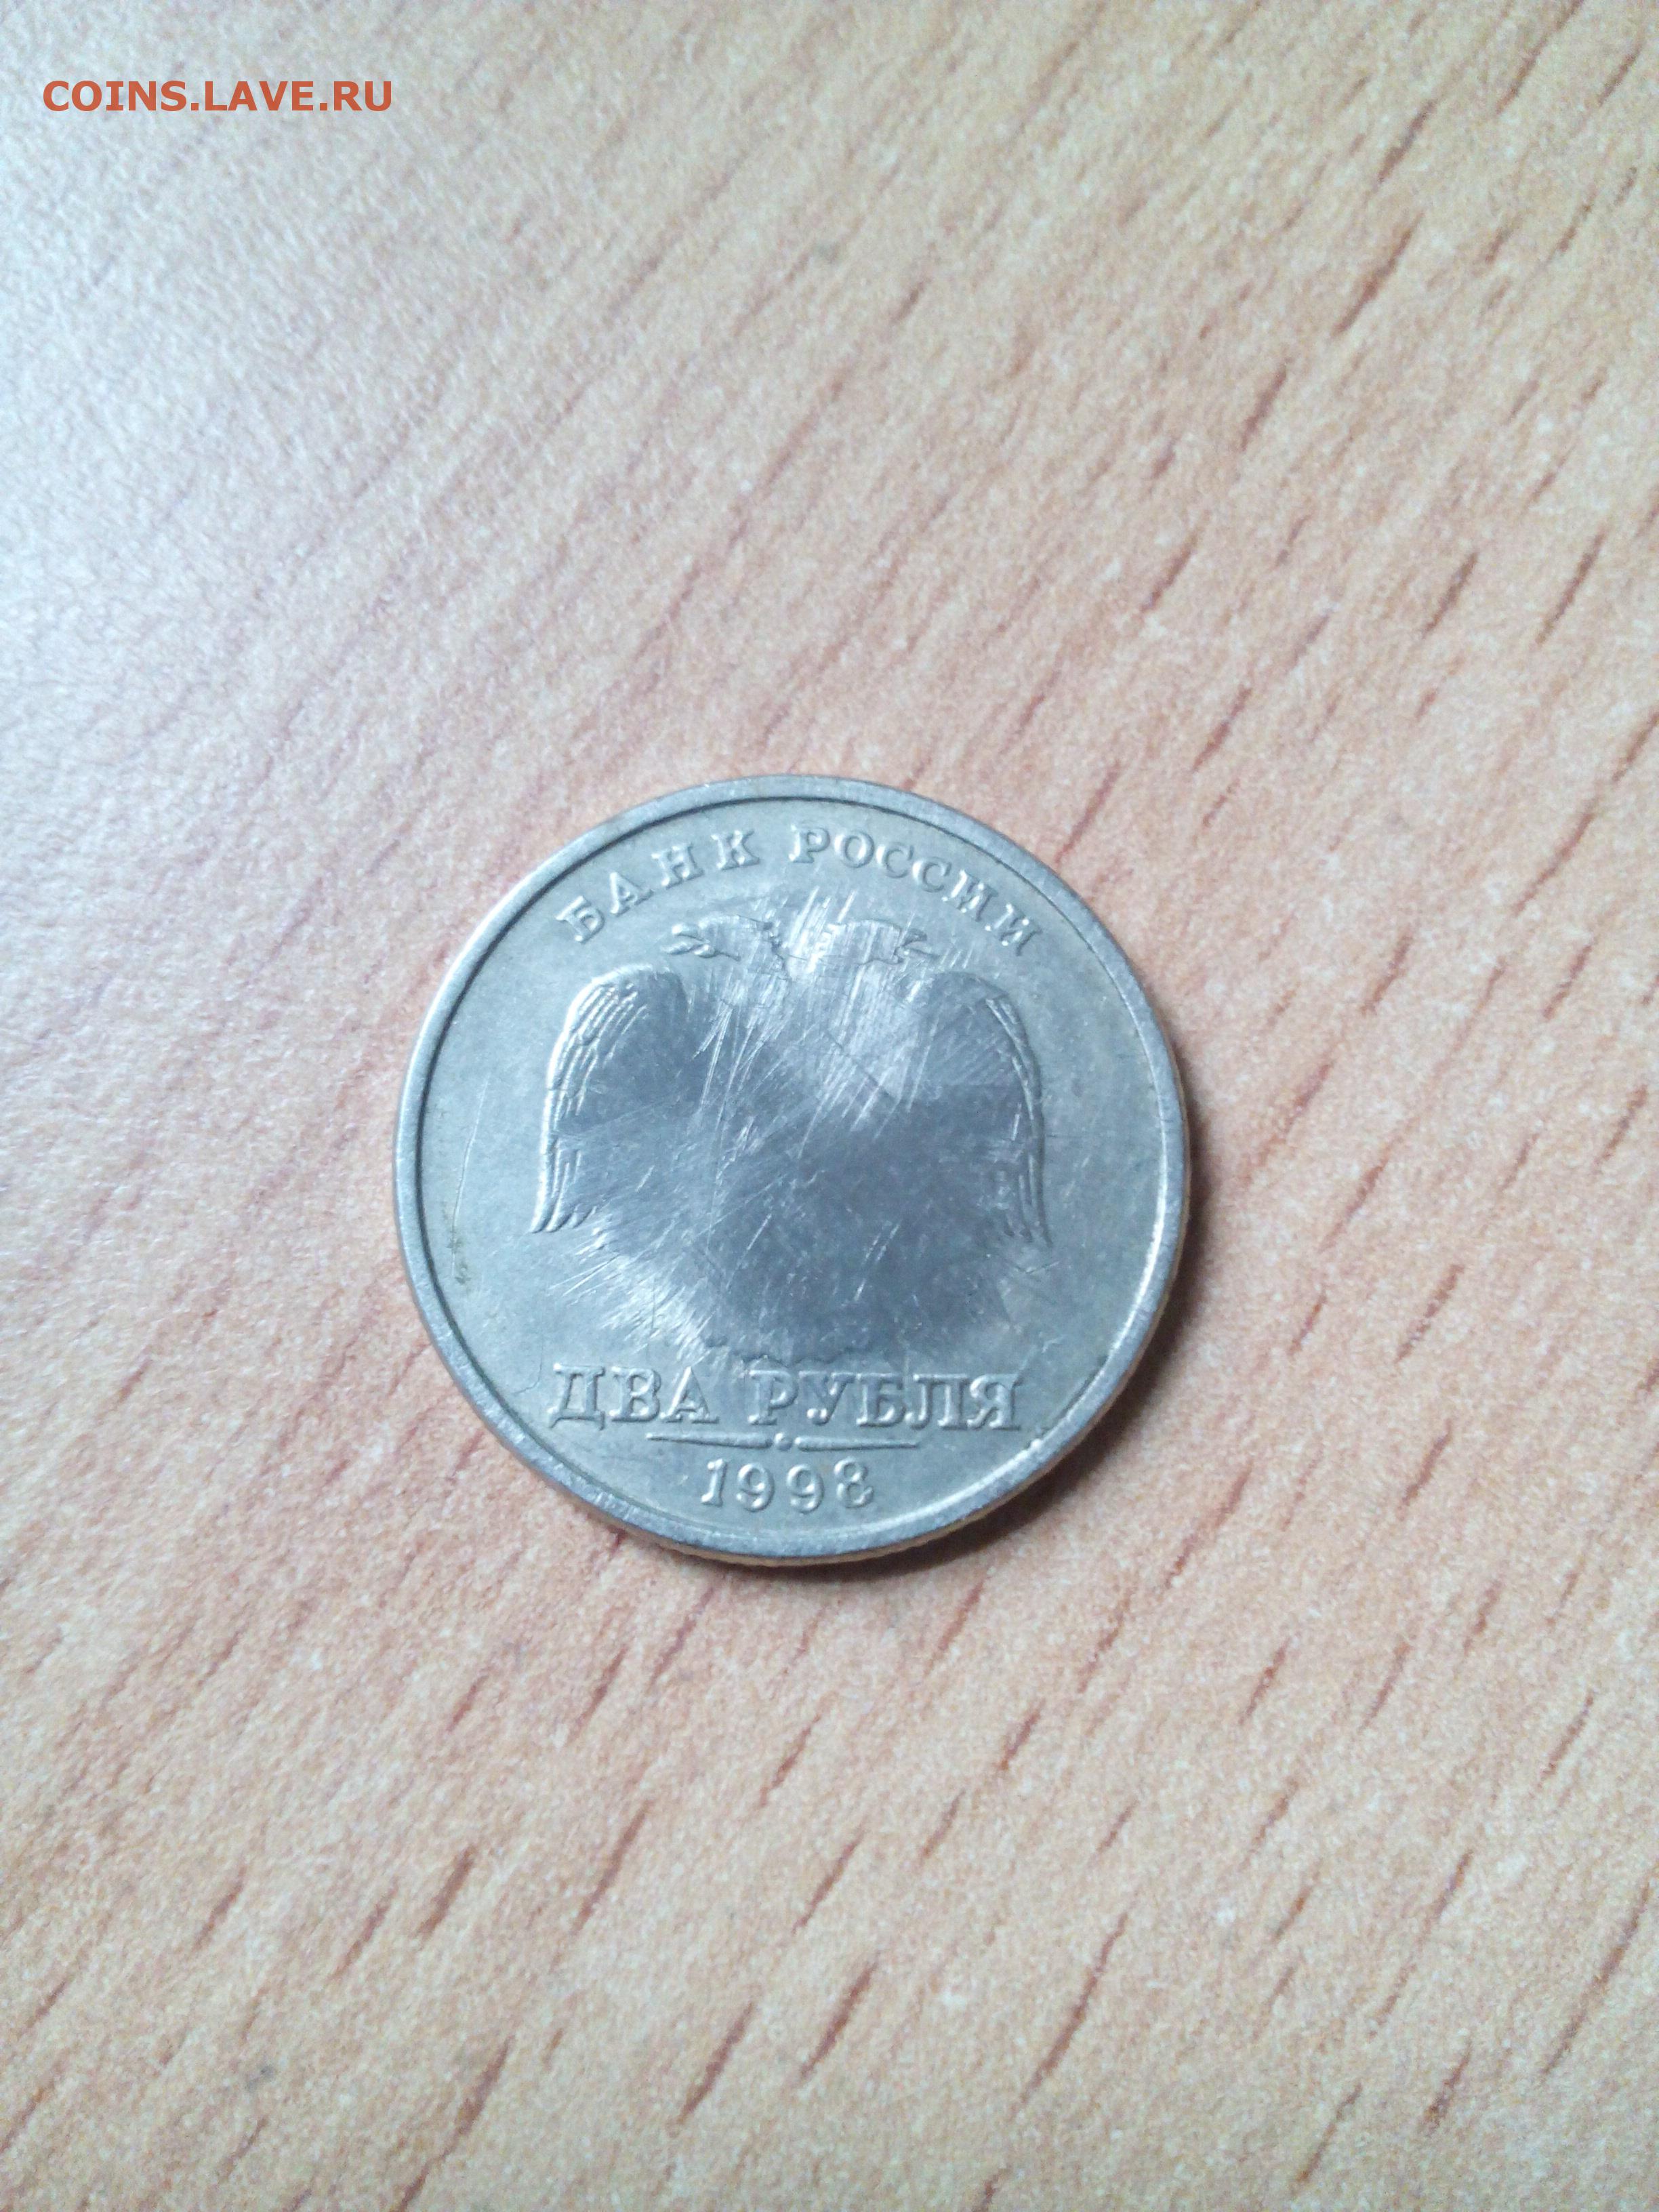 COINS.LAVE.RU
БАНК РОССИИ
ДВА РУБЛЯ
1998